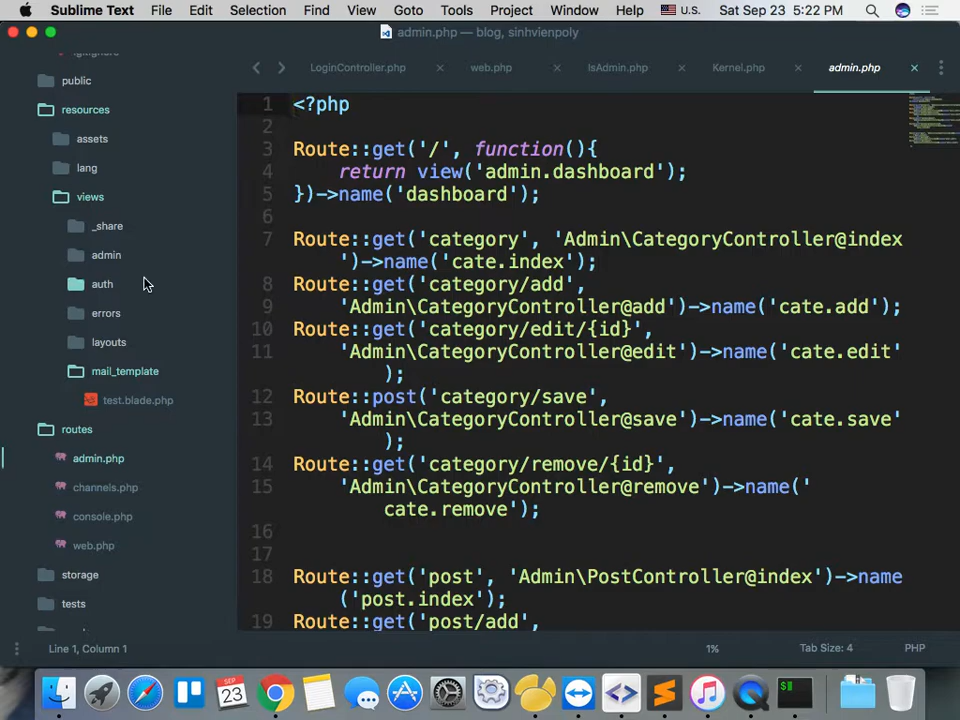 Sublime Text File Edit Selection Find View Goto Tools Project Window Help U.S. Sat Sep 23 5:22 PM
admin.php — blog, sinhvienpoly
LoginController.php × web.php × IsAdmin.php × Kernel.php × admin.php ×
public
resources
assets
lang
views
_share
admin
auth
errors
layouts
mail_template
test.blade.php
routes
admin.php
channels.php
console.php
web.php
storage
tests
1 <?php
2
3 Route::get('/', function(){
4 return view('admin.dashboard');
5 })->name('dashboard');
6
7 Route::get('category', 'Admin\CategoryController@index
')->name('cate.index');
8 Route::get('category/add',
9 'Admin\CategoryController@add')->name('cate.add');
10 Route::get('category/edit/{id}',
11 'Admin\CategoryController@edit')->name('cate.edit'
);
12 Route::post('category/save',
13 'Admin\CategoryController@save')->name('cate.save'
);
14 Route::get('category/remove/{id}',
15 'Admin\CategoryController@remove')->name('
cate.remove');
16
17
18 Route::get('post', 'Admin\PostController@index')->name
('post.index');
19 Route::get('post/add',
Line 1, Column 1 1% Tab Size: 4 PHP
SEP
23